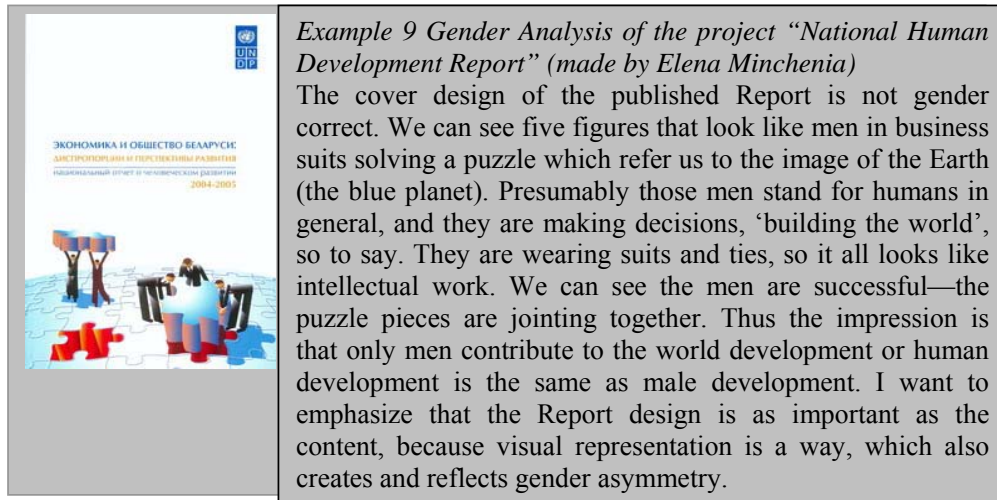 UN
DP
ЭКОНОМИКА И ОБЩЕСТВО БЕЛАРУСИ:
ДИСПРОПОРЦИИ И ПЕРСПЕКТИВЫ РАЗВИТИЯ
национальный отчет о человеческом развитии
2004-2005
Example 9 Gender Analysis of the project “National Human
Development Report” (made by Elena Minchenia)
The cover design of the published Report is not gender
correct. We can see five figures that look like men in business
suits solving a puzzle which refer us to the image of the Earth
(the blue planet). Presumably those men stand for humans in
general, and they are making decisions, ‘building the world’,
so to say. They are wearing suits and ties, so it all looks like
intellectual work. We can see the men are successful—the
puzzle pieces are jointing together. Thus the impression is
that only men contribute to the world development or human
development is the same as male development. I want to
emphasize that the Report design is as important as the
content, because visual representation is a way, which also
creates and reflects gender asymmetry.